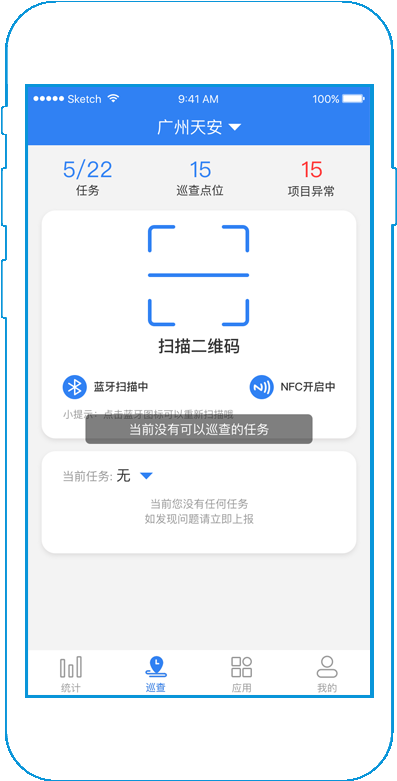 Sketch 9:41 AM 100%
广州天安
5/22 15 15
任务 巡查点位 项目异常
扫描二维码
蓝牙扫描中 NFC开启中
小提示：点击蓝牙图标可以重新扫描哦
当前没有可以巡查的任务
当前任务: 无
当前您没有任何任务
如发现问题请立即上报
统计 巡查 应用 我的